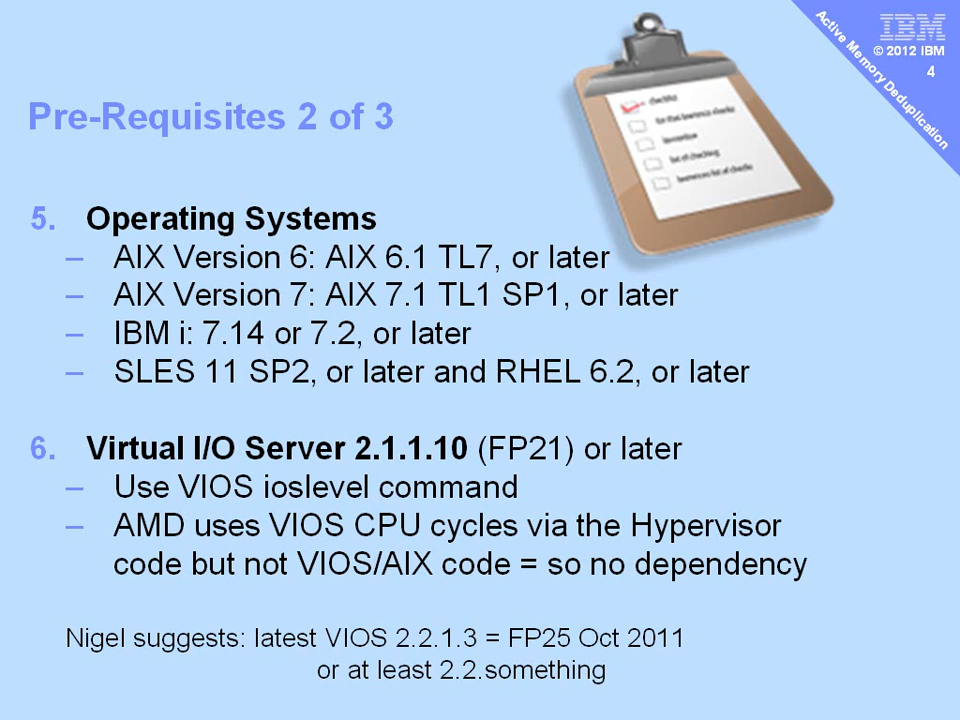 IBM
© 2012 IBM
4
Active Memory Deduplication
Pre-Requisites 2 of 3
checklist
list of checking
5. Operating Systems
– AIX Version 6: AIX 6.1 TL7, or later
– AIX Version 7: AIX 7.1 TL1 SP1, or later
– IBM i: 7.14 or 7.2, or later
– SLES 11 SP2, or later and RHEL 6.2, or later
6. Virtual I/O Server 2.1.1.10 (FP21) or later
– Use VIOS ioslevel command
– AMD uses VIOS CPU cycles via the Hypervisor
code but not VIOS/AIX code = so no dependency
Nigel suggests: latest VIOS 2.2.1.3 = FP25 Oct 2011
or at least 2.2.something